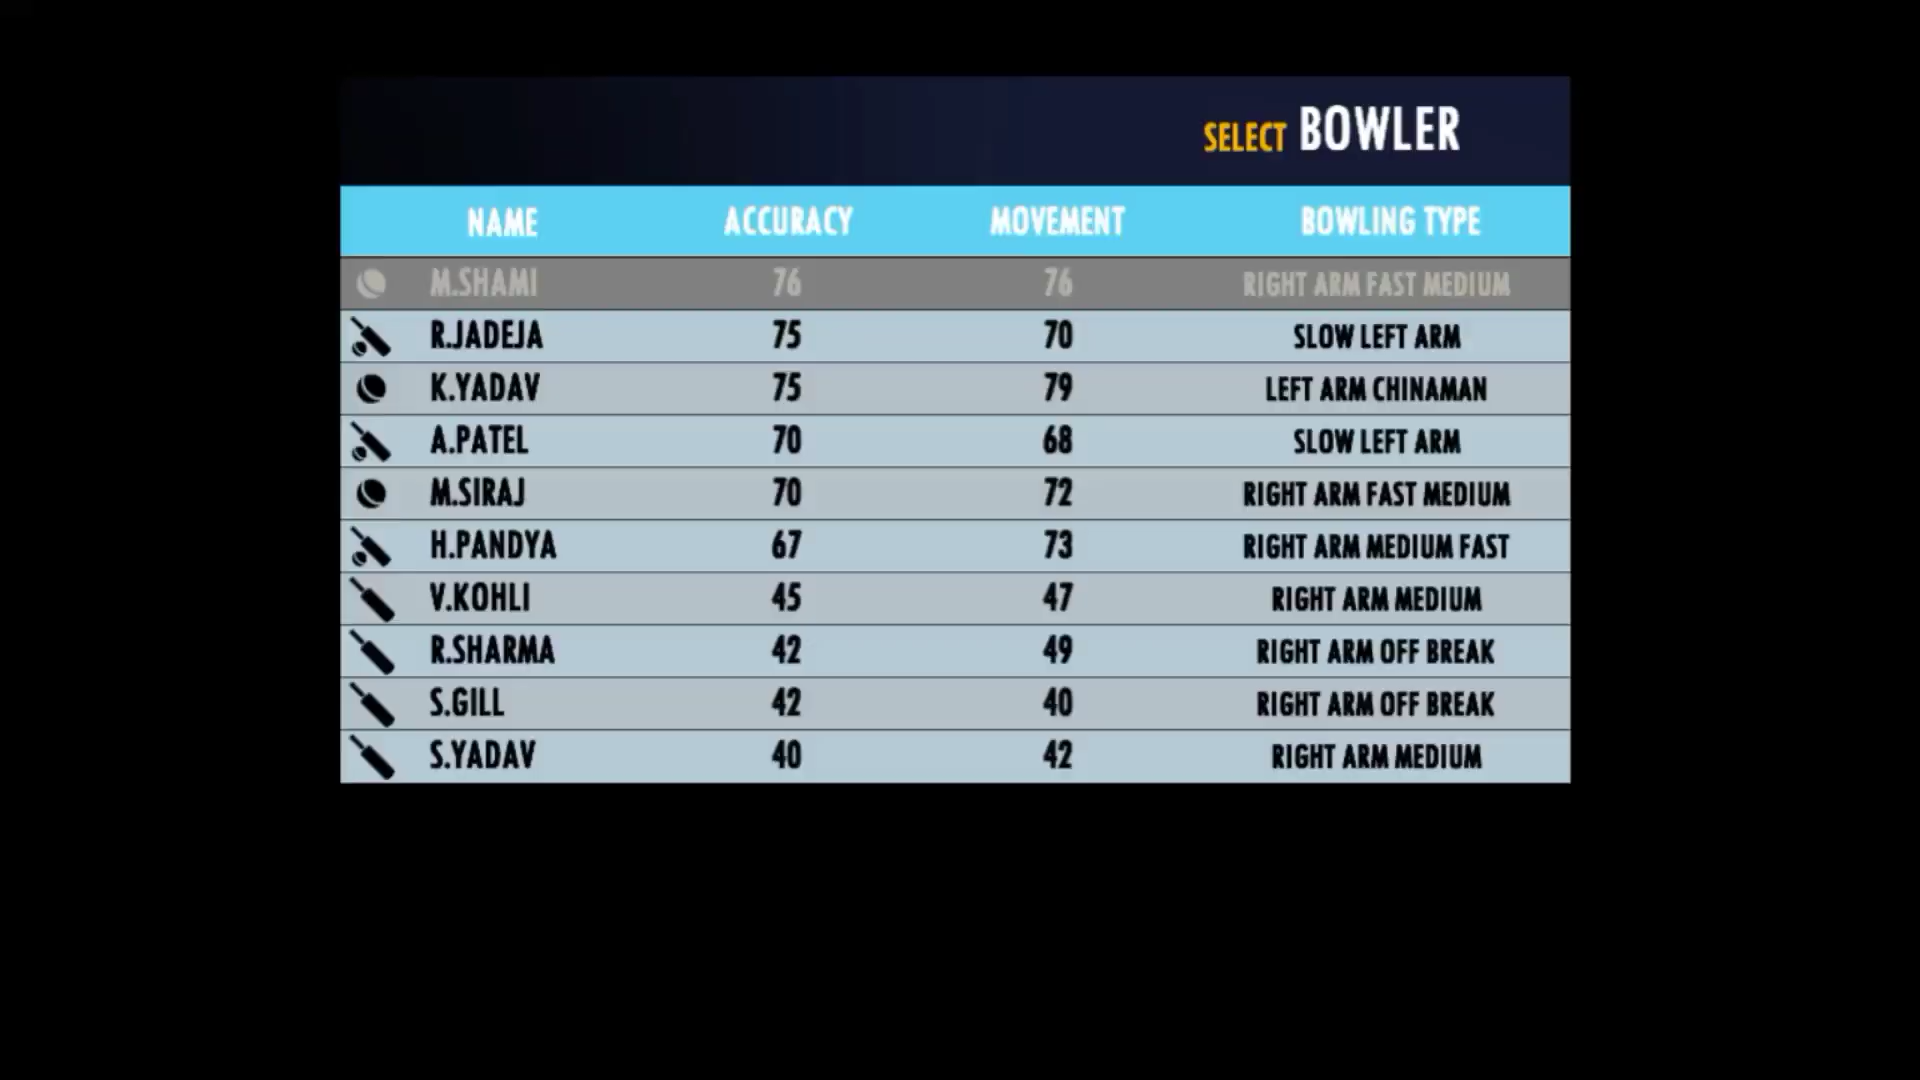 SELECT BOWLER
NAME ACCURACY MOVEMENT BOWLING TYPE
M.SHAMI 76 76 RIGHT ARM FAST MEDIUM
R.JADEJA 75 70 SLOW LEFT ARM
K.YADAV 75 79 LEFT ARM CHINAMAN
A.PATEL 70 68 SLOW LEFT ARM
M.SIRAJ 70 72 RIGHT ARM FAST MEDIUM
H.PANDYA 67 73 RIGHT ARM MEDIUM FAST
V.KOHLI 45 47 RIGHT ARM MEDIUM
R.SHARMA 42 49 RIGHT ARM OFF BREAK
S.GILL 42 40 RIGHT ARM OFF BREAK
S.YADAV 40 42 RIGHT ARM MEDIUM